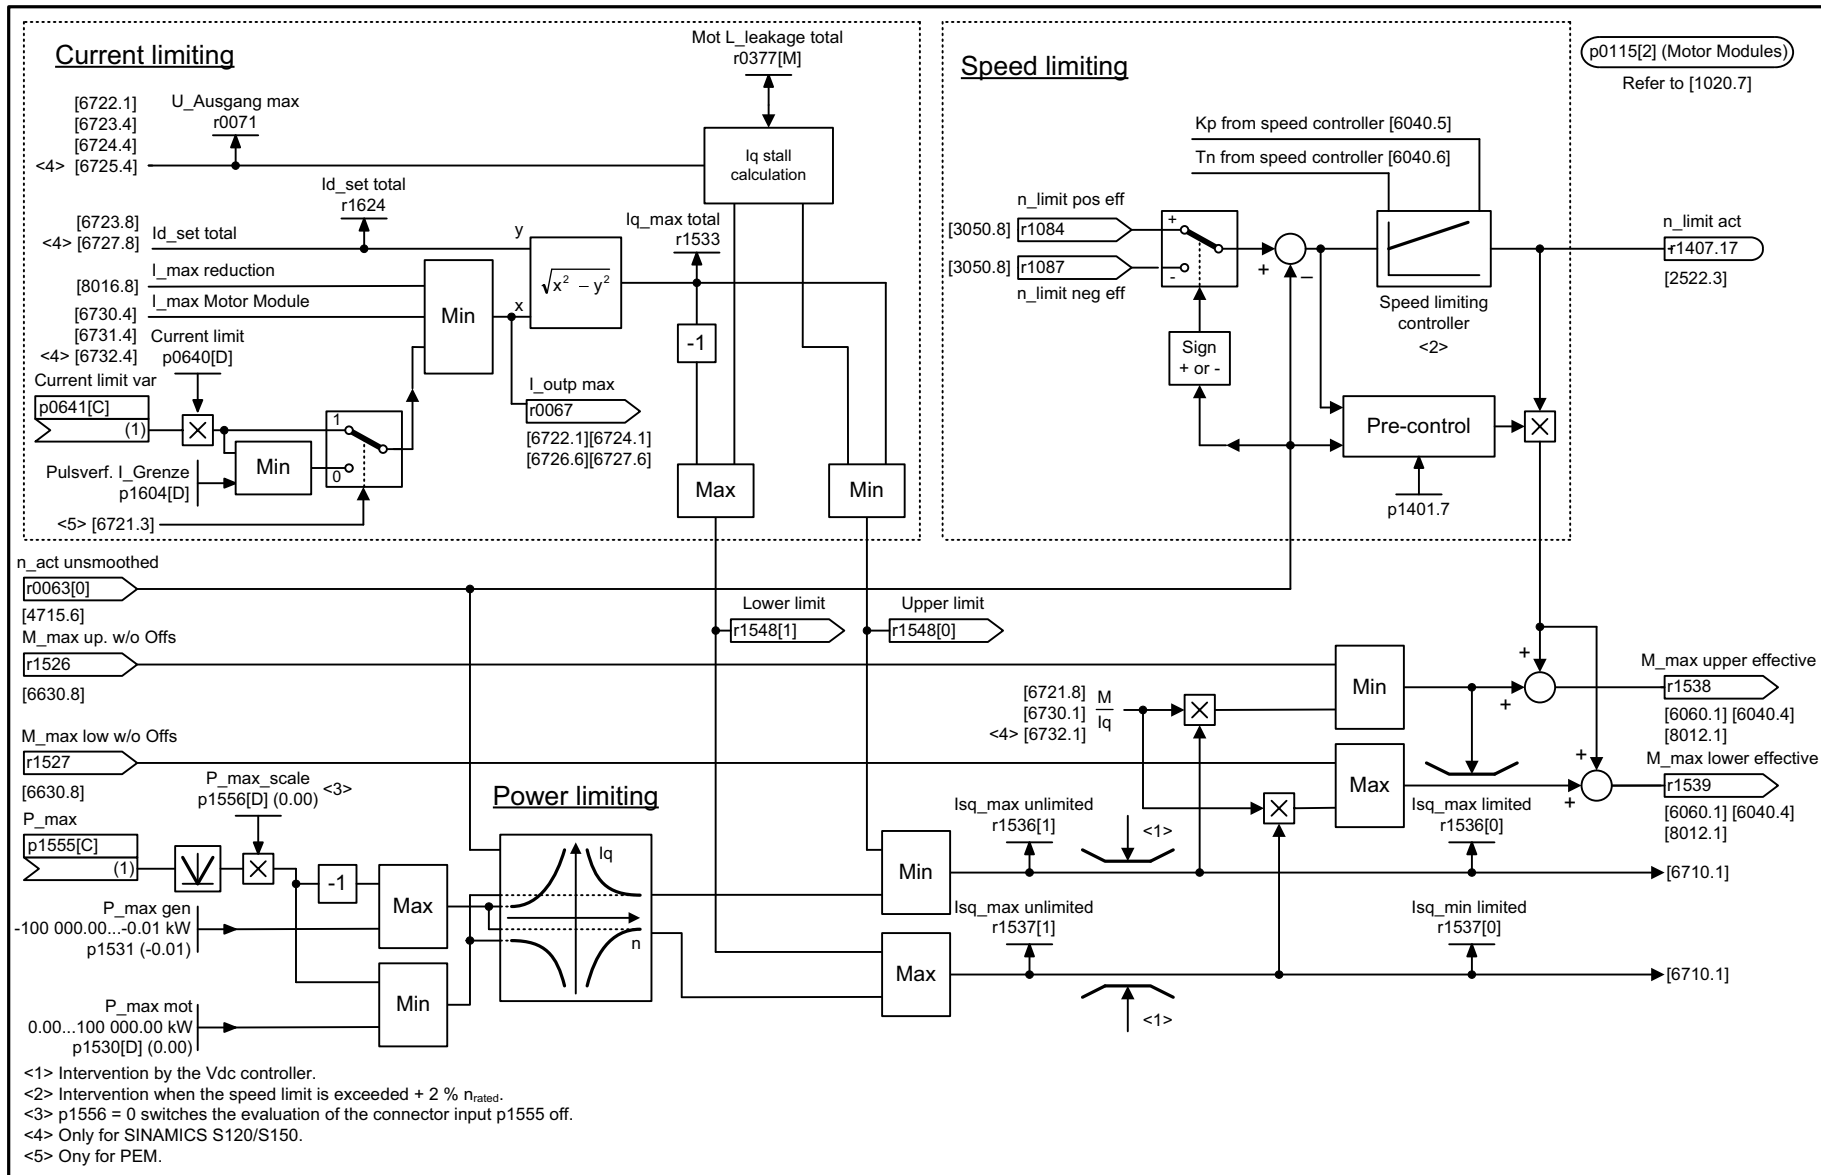 Current limiting
Mot L_leakage total
r0377[M]
[6722.1]
[6723.4]
[6724.4]
<4> [6725.4]
U_Ausgang max
r0071
Iq stall
calculation
Id_set total
r1624
[6723.8]
<4> [6727.8]
Id_set total
y
Iq_max total
r1533
I_max reduction
[8016.8]
I_max Motor Module
[6730.4]
[6731.4]
<4> [6732.4]
Min
x
√x² – y²
-1
Current limit
p0640[D]
Current limit var
p0641[C]
(1)
1
0
Min
Pulsverf. I_Grenze
p1604[D]
<5> [6721.3]
I_outp max
r0067
[6722.1][6724.1]
[6726.6][6727.6]
Max
Min
Speed limiting
p0115[2] (Motor Modules)
Refer to [1020.7]
Kp from speed controller [6040.5]
Tn from speed controller [6040.6]
n_limit pos eff
[3050.8] r1084
+
[3050.8] r1087
-
n_limit neg eff
+
–
Speed limiting
controller
<2>
n_limit act
r1407.17
[2522.3]
Sign
+ or -
Pre-control
p1401.7
n_act unsmoothed
r0063[0]
[4715.6]
M_max up. w/o Offs
r1526
[6630.8]
Lower limit
r1548[1]
Upper limit
r1548[0]
M_max low w/o Offs
r1527
[6630.8]
[6721.8]
[6730.1]
<4> [6732.1]
M
Iq
Min
+
+
M_max upper effective
r1538
[6060.1] [6040.4]
[8012.1]
Max
+
+
M_max lower effective
r1539
[6060.1] [6040.4]
[8012.1]
P_max_scale
p1556[D] (0.00) <3>
P_max
p1555[C]
(1)
-1
Max
P_max gen
-100 000.00...-0.01 kW
p1531 (-0.01)
Min
P_max mot
0.00...100 000.00 kW
p1530[D] (0.00)
Power limiting
Iq
n
Min
Isq_max unlimited
r1536[1]
<1>
Isq_max limited
r1536[0]
[6710.1]
Max
Isq_max unlimited
r1537[1]
<1>
Isq_min limited
r1537[0]
[6710.1]
<1> Intervention by the Vdc controller.
<2> Intervention when the speed limit is exceeded + 2 % nrated.
<3> p1556 = 0 switches the evaluation of the connector input p1555 off.
<4> Only for SINAMICS S120/S150.
<5> Ony for PEM.